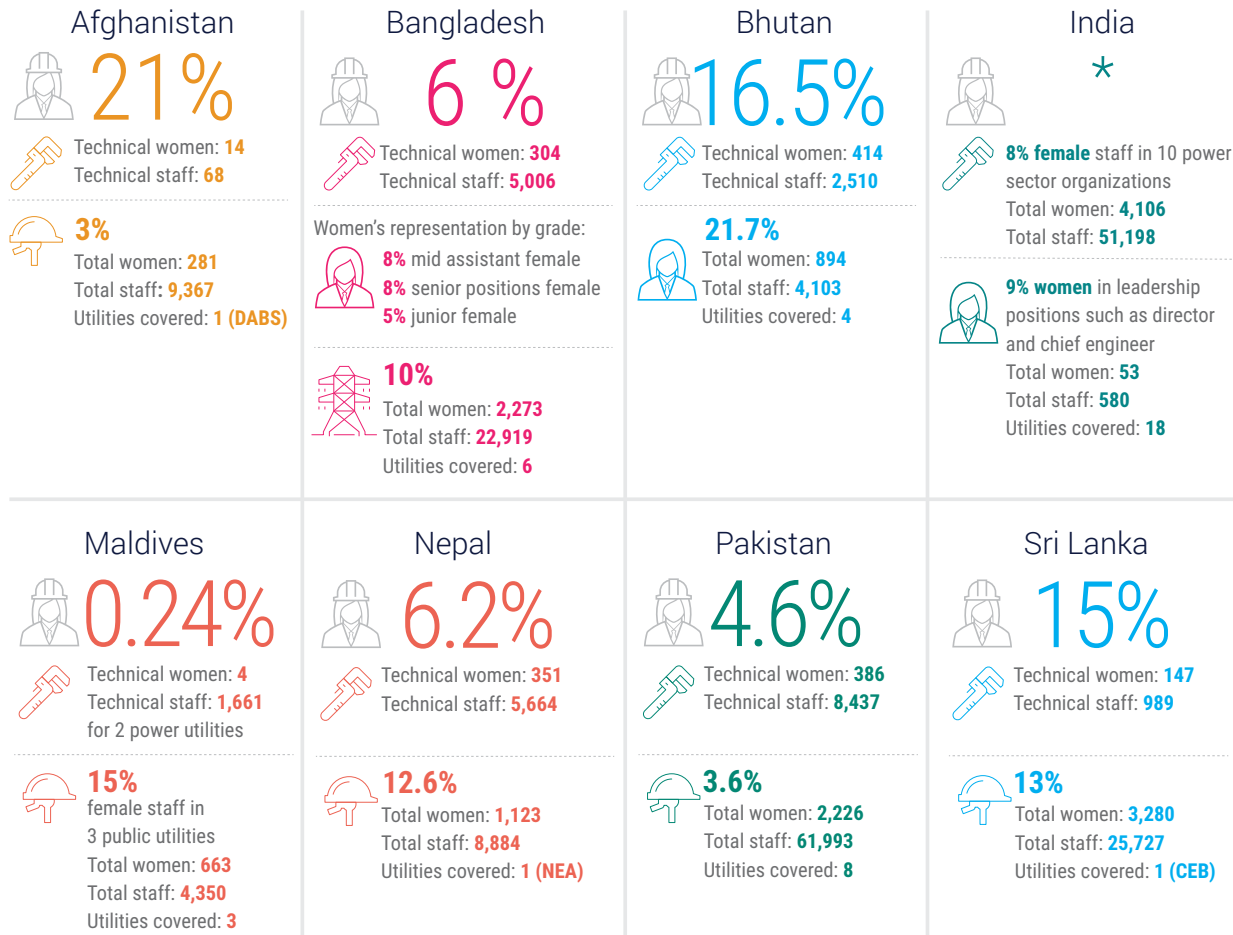 Afghanistan
21%
Technical women: 14
Technical staff: 68
3%
Total women: 281
Total staff: 9,367
Utilities covered: 1 (DABS)
Bangladesh
6 %
Technical women: 304
Technical staff: 5,006
Women's representation by grade:
8% mid assistant female
8% senior positions female
5% junior female
10%
Total women: 2,273
Total staff: 22,919
Utilities covered: 6
Bhutan
16.5%
Technical women: 414
Technical staff: 2,510
21.7%
Total women: 894
Total staff: 4,103
Utilities covered: 4
India
*
8% female staff in 10 power
sector organizations
Total women: 4,106
Total staff: 51,198
9% women in leadership
positions such as director
and chief engineer
Total women: 53
Total staff: 580
Utilities covered: 18
Maldives
0.24%
Technical women: 4
Technical staff: 1,661
for 2 power utilities
15%
female staff in
3 public utilities
Total women: 663
Total staff: 4,350
Utilities covered: 3
Nepal
6.2%
Technical women: 351
Technical staff: 5,664
12.6%
Total women: 1,123
Total staff: 8,884
Utilities covered: 1 (NEA)
Pakistan
4.6%
Technical women: 386
Technical staff: 8,437
3.6%
Total women: 2,226
Total staff: 61,993
Utilities covered: 8
Sri Lanka
15%
Technical women: 147
Technical staff: 989
13%
Total women: 3,280
Total staff: 25,727
Utilities covered: 1 (CEB)